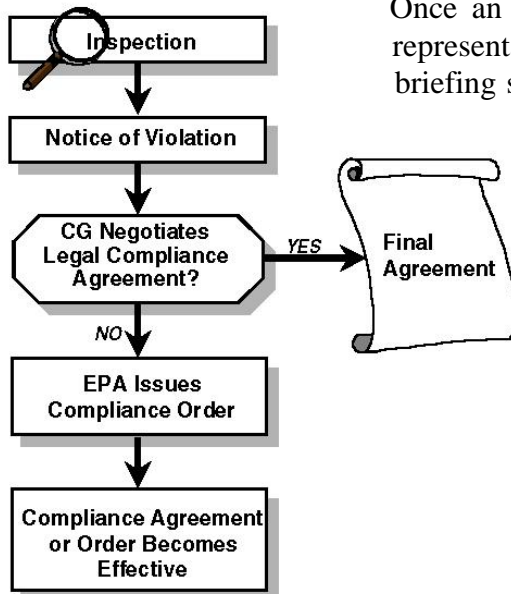 Once an
represent
briefing s
Inspection
Notice of Violation
CG Negotiates
Legal Compliance
Agreement?
YES
Final
Agreement
NO
EPA Issues
Compliance Order
Compliance Agreement
or Order Becomes
Effective